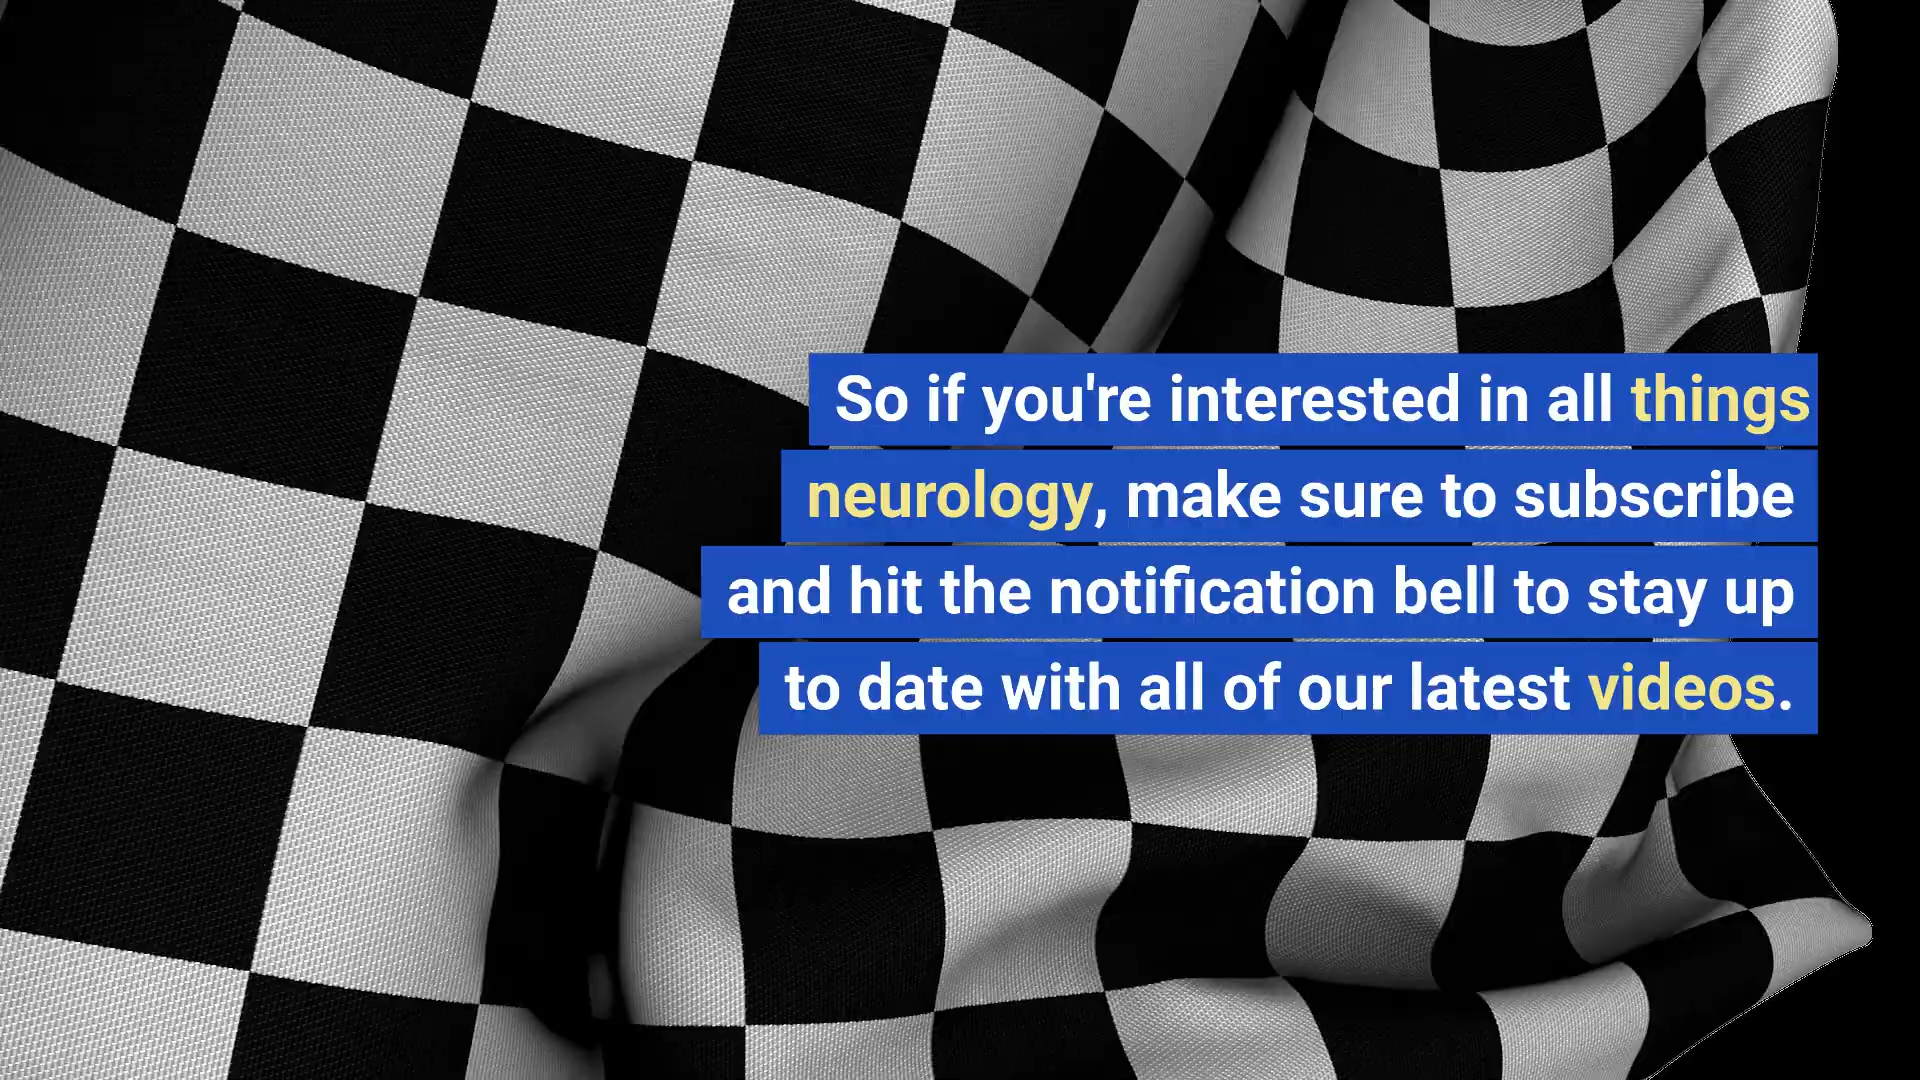 So if you're interested in all things
neurology, make sure to subscribe
and hit the notification bell to stay up
to date with all of our latest videos.